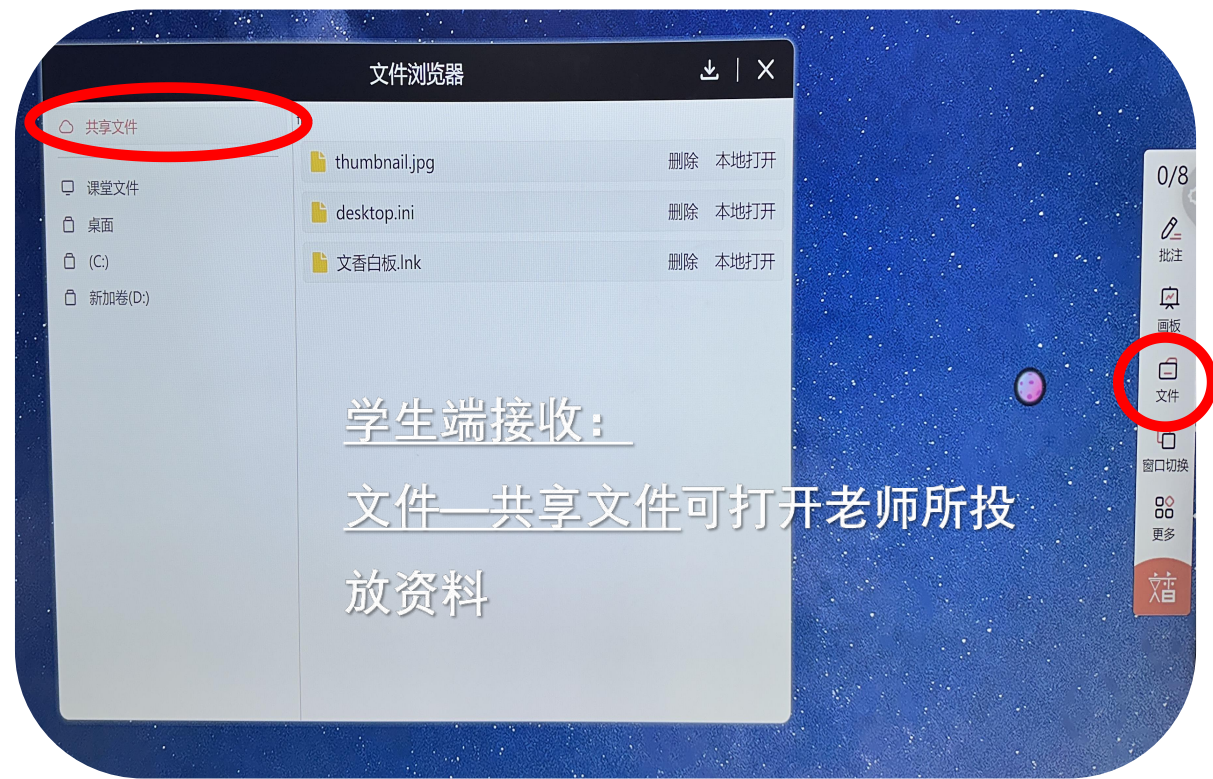 文件浏览器
共享文件
课堂文件
桌面
(C:)
新加卷(D:)
thumbnail.jpg 删除 本地打开
desktop.ini 删除 本地打开
文香白板.lnk 删除 本地打开
0/8
批注
画板
文件
窗口切换
更多
文香
学生端接收：
文件—共享文件可打开老师所投
放资料